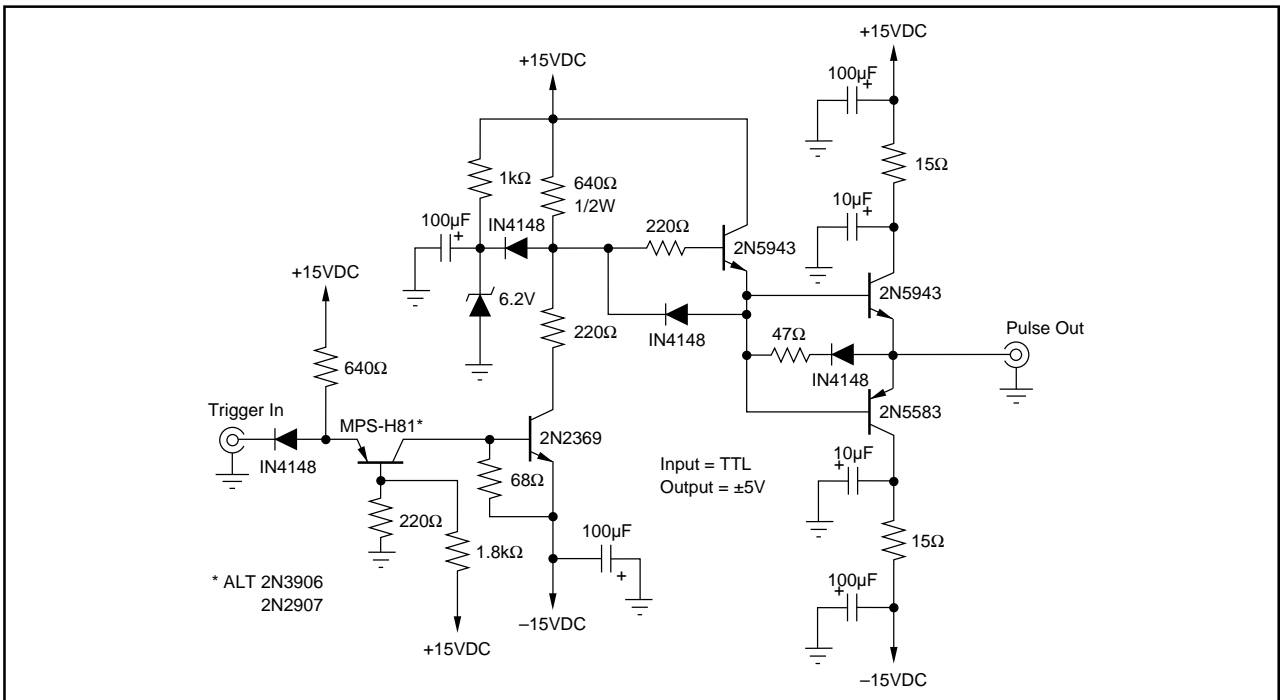 +15VDC
100µF
+
15Ω
10µF
+
+15VDC
1kΩ
640Ω
1/2W
100µF
+
IN4148
220Ω
2N5943
6.2V
220Ω
IN4148
2N5943
47Ω
IN4148
Pulse Out
2N5583
+15VDC
640Ω
Trigger In
IN4148
MPS-H81*
2N2369
68Ω
220Ω
1.8kΩ
+15VDC
100µF
+
–15VDC
Input = TTL
Output = ±5V
10µF
+
15Ω
100µF
+
–15VDC
* ALT 2N3906
2N2907